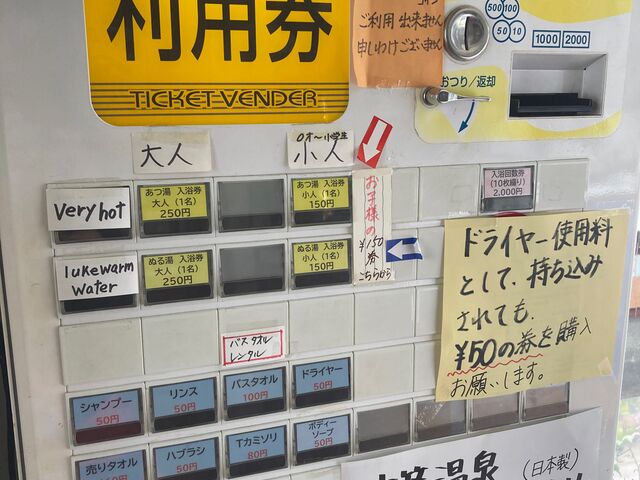 利用券
TICKET VENDER
ご利用出来ません
申しわけございません
500 100
50 10
1000 2000
おつり／返却
大人
0才～小学生
小人
Very hot
あつ湯 入浴券
大人（1名）
250円
あつ湯 入浴券
小人（1名）
150円
お子様の
¥150
券
こちらから
入浴回数券
（10枚綴り）
2,000円
lukewarm
water
ぬる湯 入浴券
大人（1名）
250円
ぬる湯 入浴券
小人（1名）
150円
ドライヤー使用料
として、持ち込み
されても、
¥50の券を購入
お願いします。
バスタオル
レンタル
シャンプー
50円
リンス
50円
バスタオル
100円
ドライヤー
50円
売りタオル
ハブラシ
50円
Tカミソリ
80円
ボディー
ソープ
50円
温泉
（日本製）